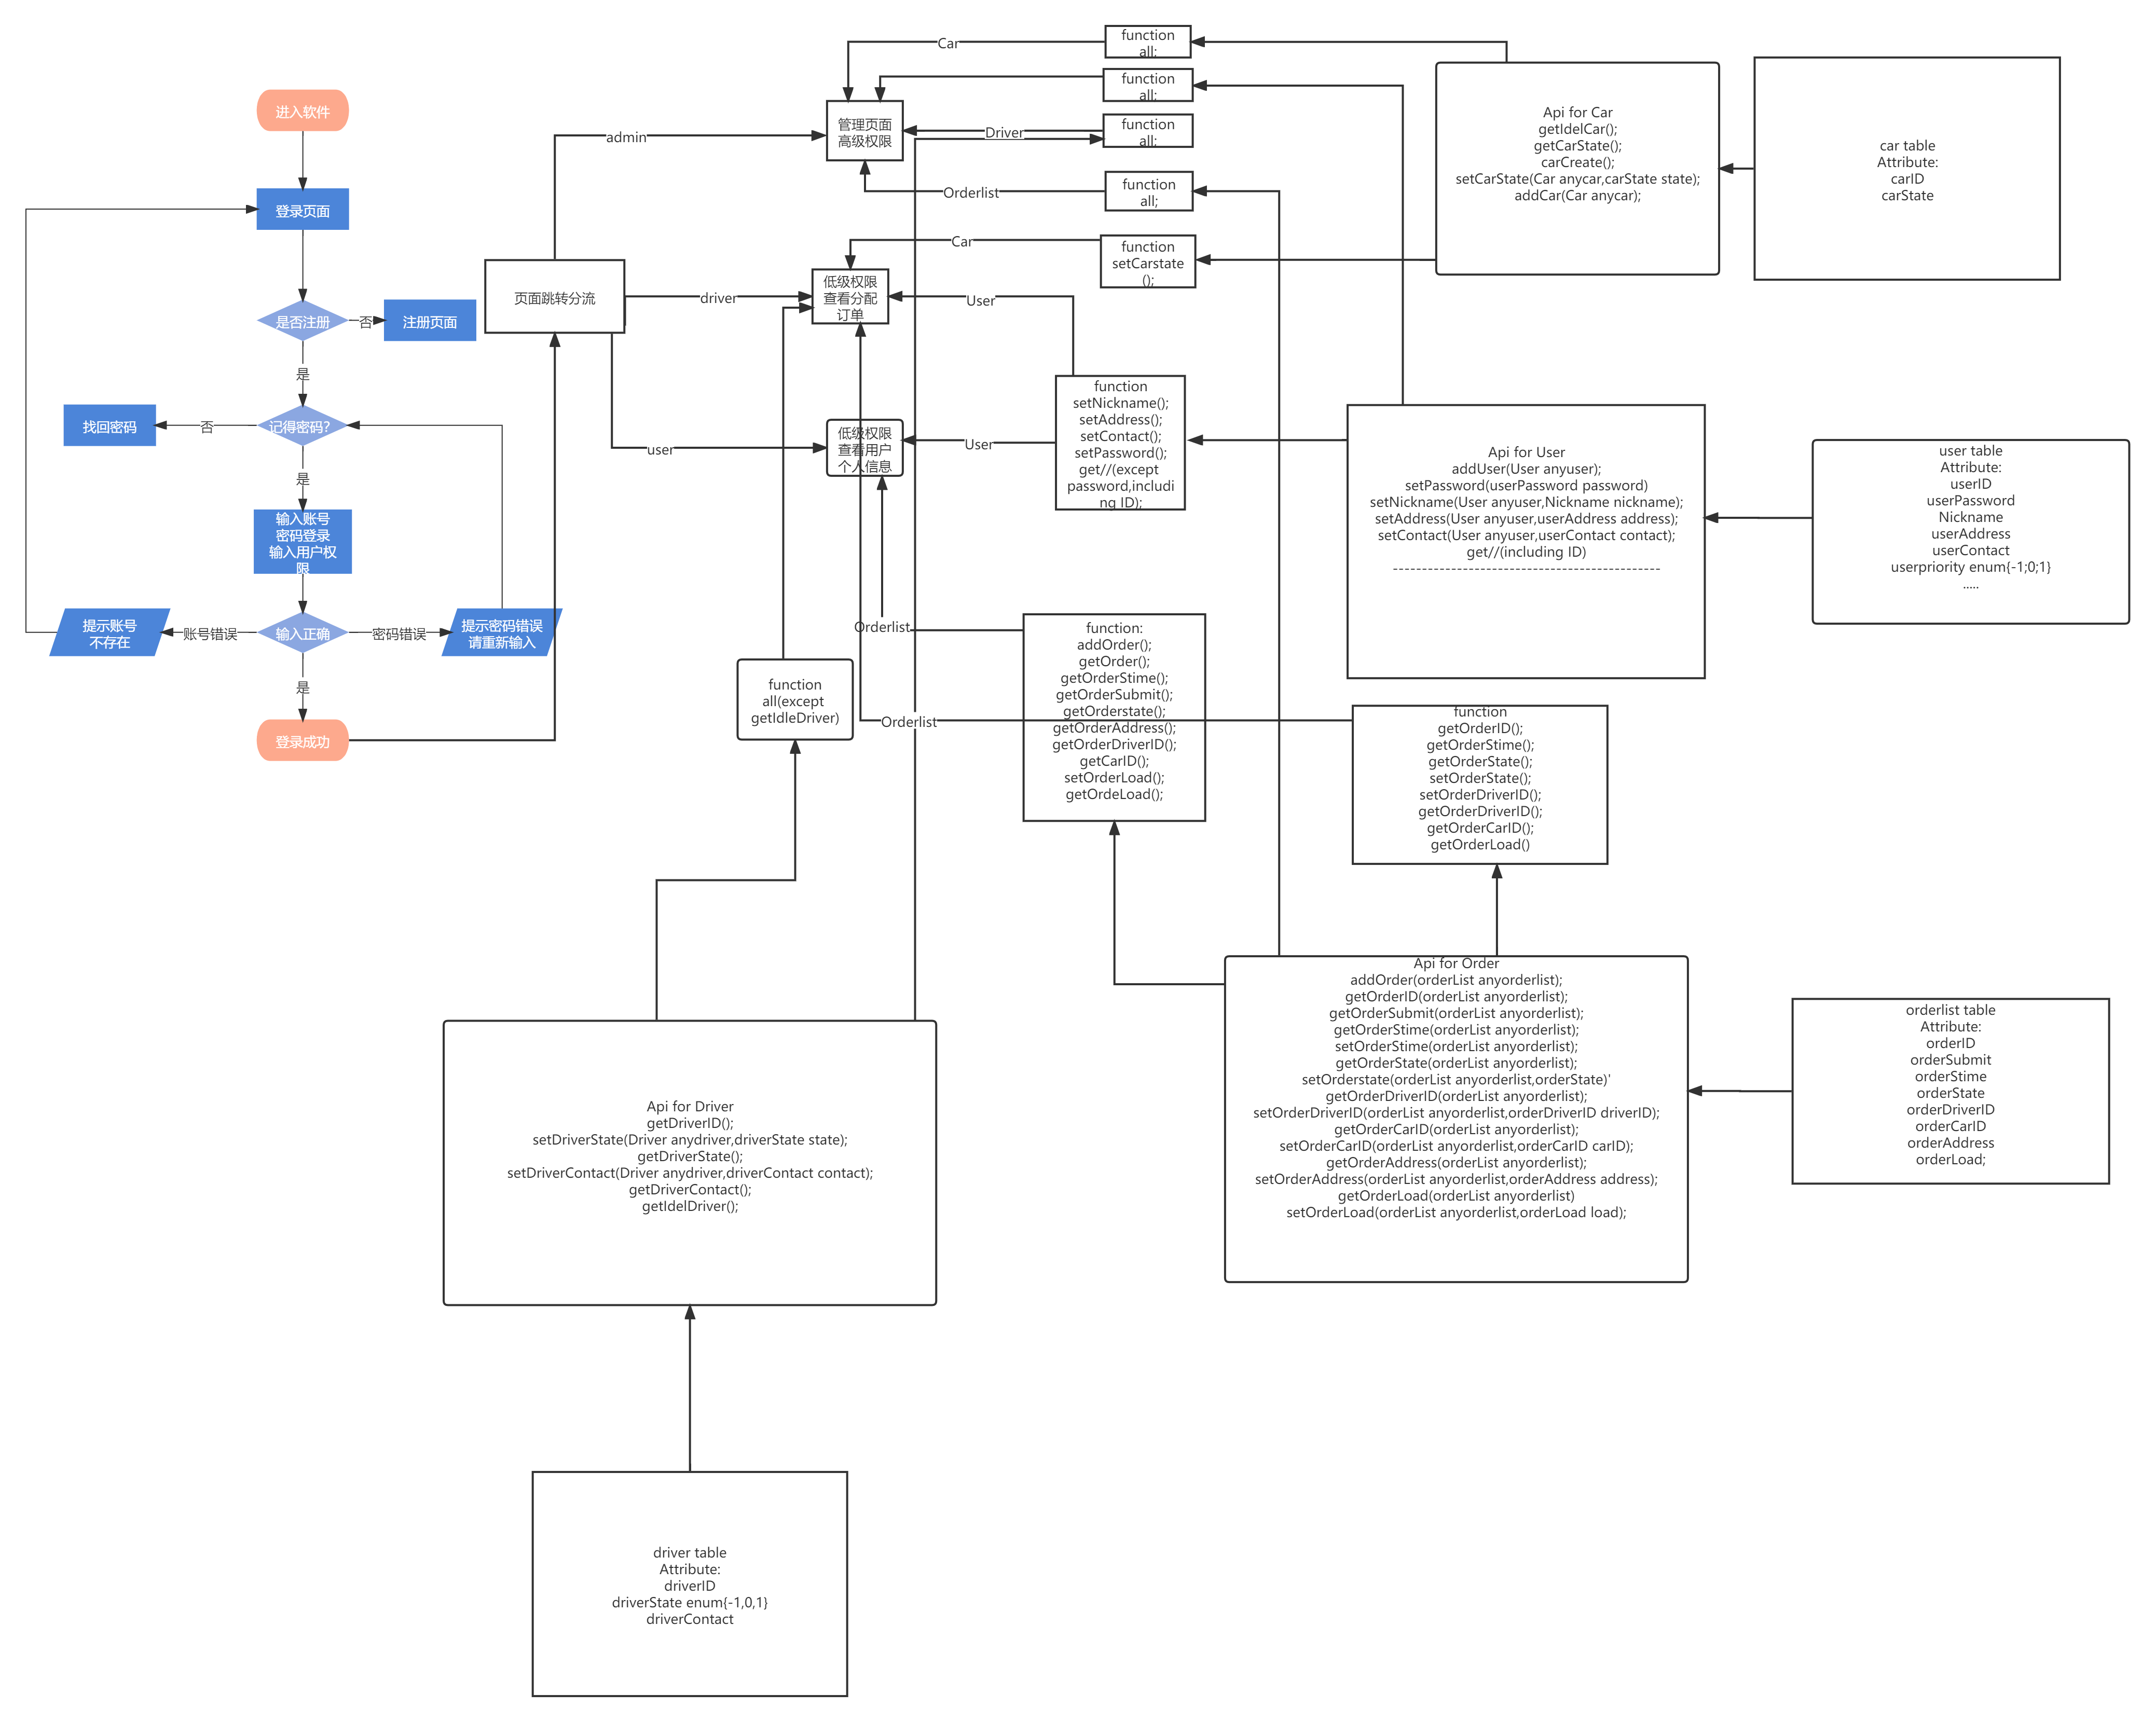 进入软件
登录页面
是否注册
否
注册页面
是
找回密码
否
记得密码?
是
输入账号
密码登录
输入用户权
限
提示账号
不存在
账号错误
输入正确
密码错误
提示密码错误
请重新输入
是
登录成功
页面跳转分流
admin
driver
user
管理页面
高级权限
低级权限
查看分配
订单
低级权限
查看用户
个人信息
Car
Driver
Orderlist
Car
User
User
Orderlist
Orderlist
function
all;
function
all;
function
all;
function
all;
function
setCarstate
();
function
setNickname();
setAddress();
setContact();
setPassword();
get//(except
password,includi
ng ID);
function
all(except
getIdleDriver)
function:
addOrder();
getOrder();
getOrderStime();
getOrderSubmit();
getOrderstate();
getOrderAddress();
getOrderDriverID();
getCarID();
setOrderLoad();
getOrdeLoad();
function
getOrderID();
getOrderStime();
getOrderState();
setOrderState();
setOrderDriverID();
getOrderDriverID();
getOrderCarID();
getOrderLoad()
Api for Car
getIdelCar();
getCarState();
carCreate();
setCarState(Car anycar,carState state);
addCar(Car anycar);
car table
Attribute:
carID
carState
Api for User
addUser(User anyuser);
setPassword(userPassword password)
setNickname(User anyuser,Nickname nickname);
setAddress(User anyuser,userAddress address);
setContact(User anyuser,userContact contact);
get//(including ID)
----------------------------------------------
user table
Attribute:
userID
userPassword
Nickname
userAddress
userContact
userpriority enum{-1;0;1}
.....
Api for Order
addOrder(orderList anyorderlist);
getOrderID(orderList anyorderlist);
getOrderSubmit(orderList anyorderlist);
getOrderStime(orderList anyorderlist);
setOrderStime(orderList anyorderlist);
getOrderState(orderList anyorderlist);
setOrderstate(orderList anyorderlist,orderState)'
getOrderDriverID(orderList anyorderlist);
setOrderDriverID(orderList anyorderlist,orderDriverID driverID);
getOrderCarID(orderList anyorderlist);
setOrderCarID(orderList anyorderlist,orderCarID carID);
getOrderAddress(orderList anyorderlist);
setOrderAddress(orderList anyorderlist,orderAddress address);
getOrderLoad(orderList anyorderlist)
setOrderLoad(orderList anyorderlist,orderLoad load);
orderlist table
Attribute:
orderID
orderSubmit
orderStime
orderState
orderDriverID
orderCarID
orderAddress
orderLoad;
Api for Driver
getDriverID();
setDriverState(Driver anydriver,driverState state);
getDriverState();
setDriverContact(Driver anydriver,driverContact contact);
getDriverContact();
getIdelDriver();
driver table
Attribute:
driverID
driverState enum{-1,0,1}
driverContact